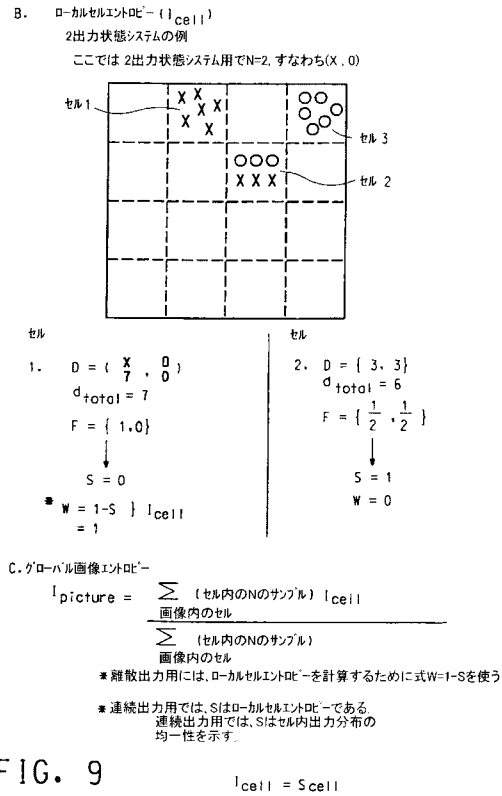 B. ローカルセルエントロピー (I cell)
2出力状態システムの例
ここでは 2出力状態システム用でN=2, すなわち(X, O)
X X
X X
X X
O O
O O
O O
セル1
セル 3
O O O
X X X
セル 2
セル
セル
1. D = ( X/7 , 0/0 )
d total = 7
F = { 1,0}
↓
S = 0
* W = 1-S } I cell
= 1
2. D = { 3, 3}
d total = 6
F = { 1/2 , 1/2 }
↓
S = 1
W = 0
C. グローバル画像エントロピー
I picture = Σ (セル内のNのサンプル) I cell
画像内のセル
Σ (セル内のNのサンプル)
画像内のセル
* 離散出力用には、ローカルセルエントロピーを計算するために式W=1-Sを使う
* 連続出力用では、Sはローカルセルエントロピーである.
連続出力用では、Sはセル内出力分布の
均一性を示す.
FIG. 9
I cell = S cell